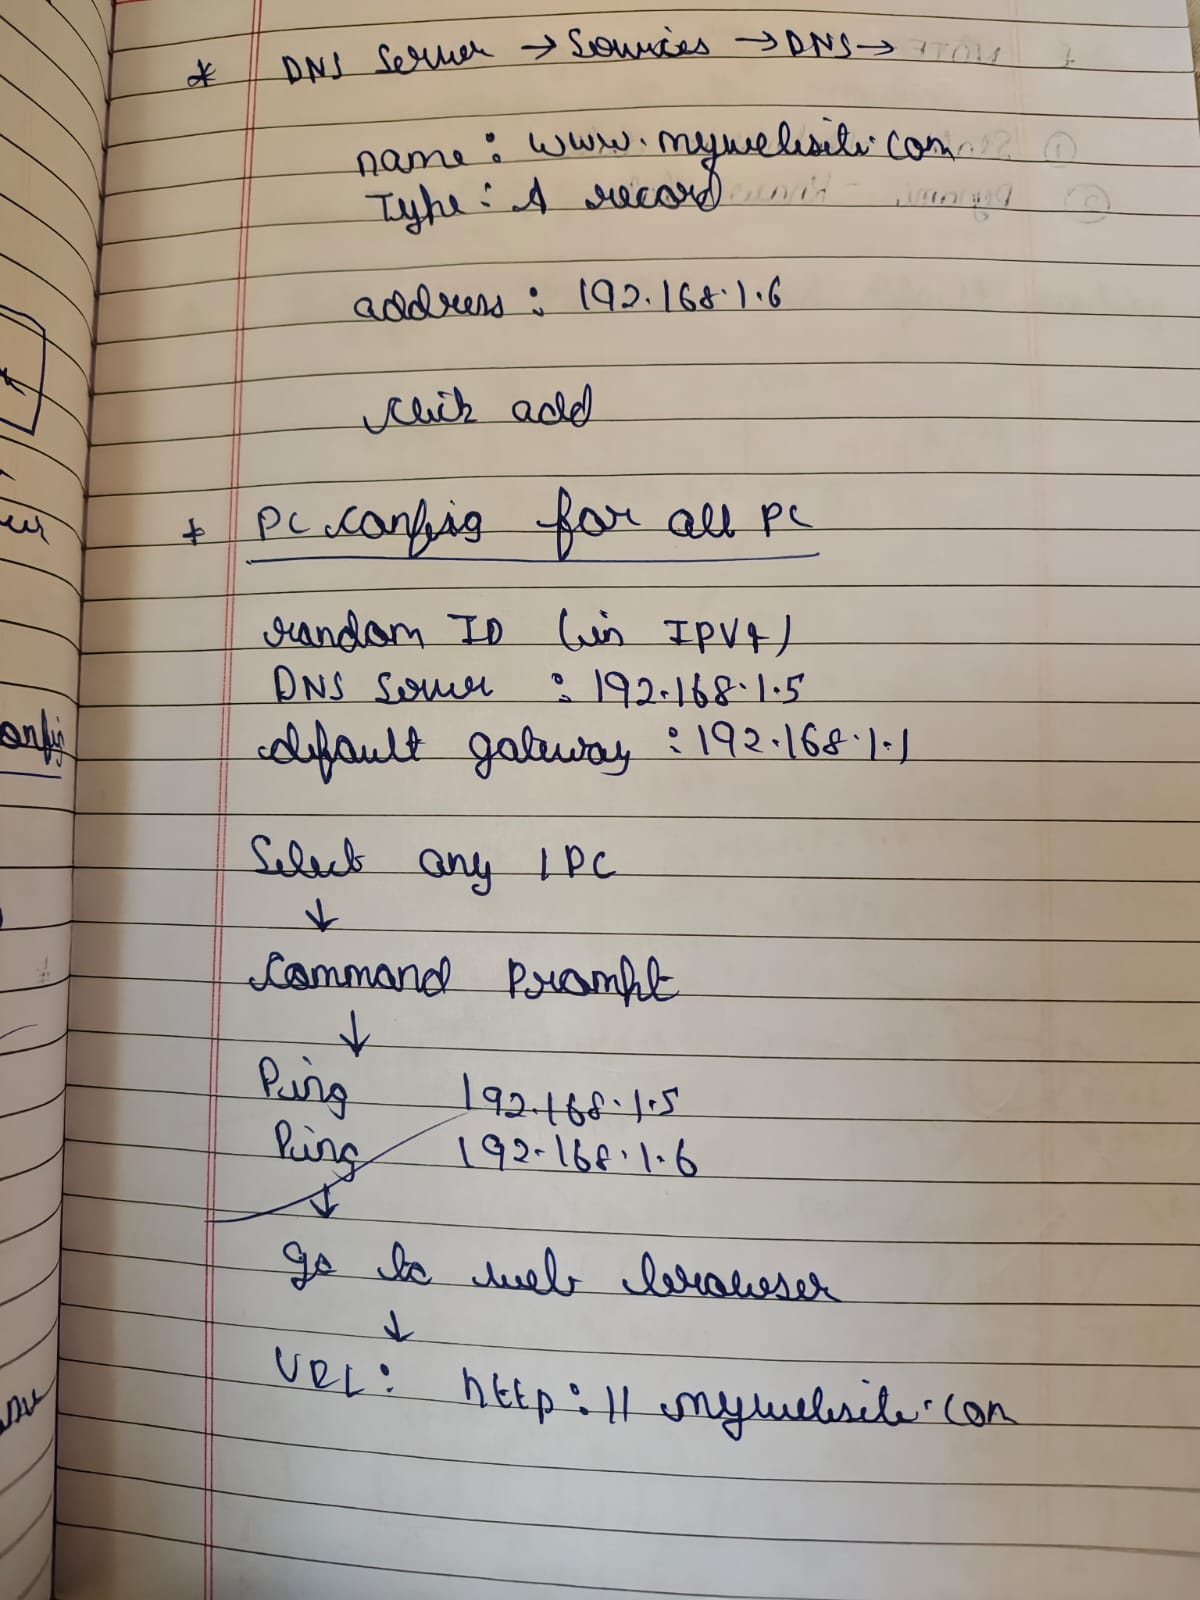 * DNS Server → Services → DNS →
name : www.mywebsite.com
Type : A record
address : 192.168.1.6
click add
* PC config for all PC
random ID (in IPV4)
DNS Server : 192.168.1.5
default gateway : 192.168.1.1
Select any 1 PC
↓
Command Prompt
↓
Ping 192.168.1.5
Ping 192.168.1.6
↓
go to web browser
↓
URL : http://mywebsite.com